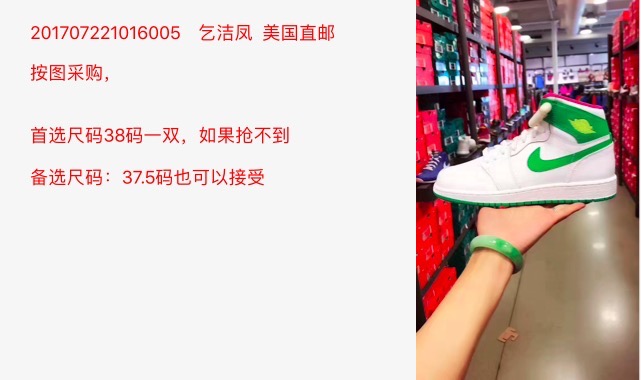 201707221016005 乞洁凤 美国直邮
按图采购，
首选尺码38码一双，如果抢不到
备选尺码：37.5码也可以接受